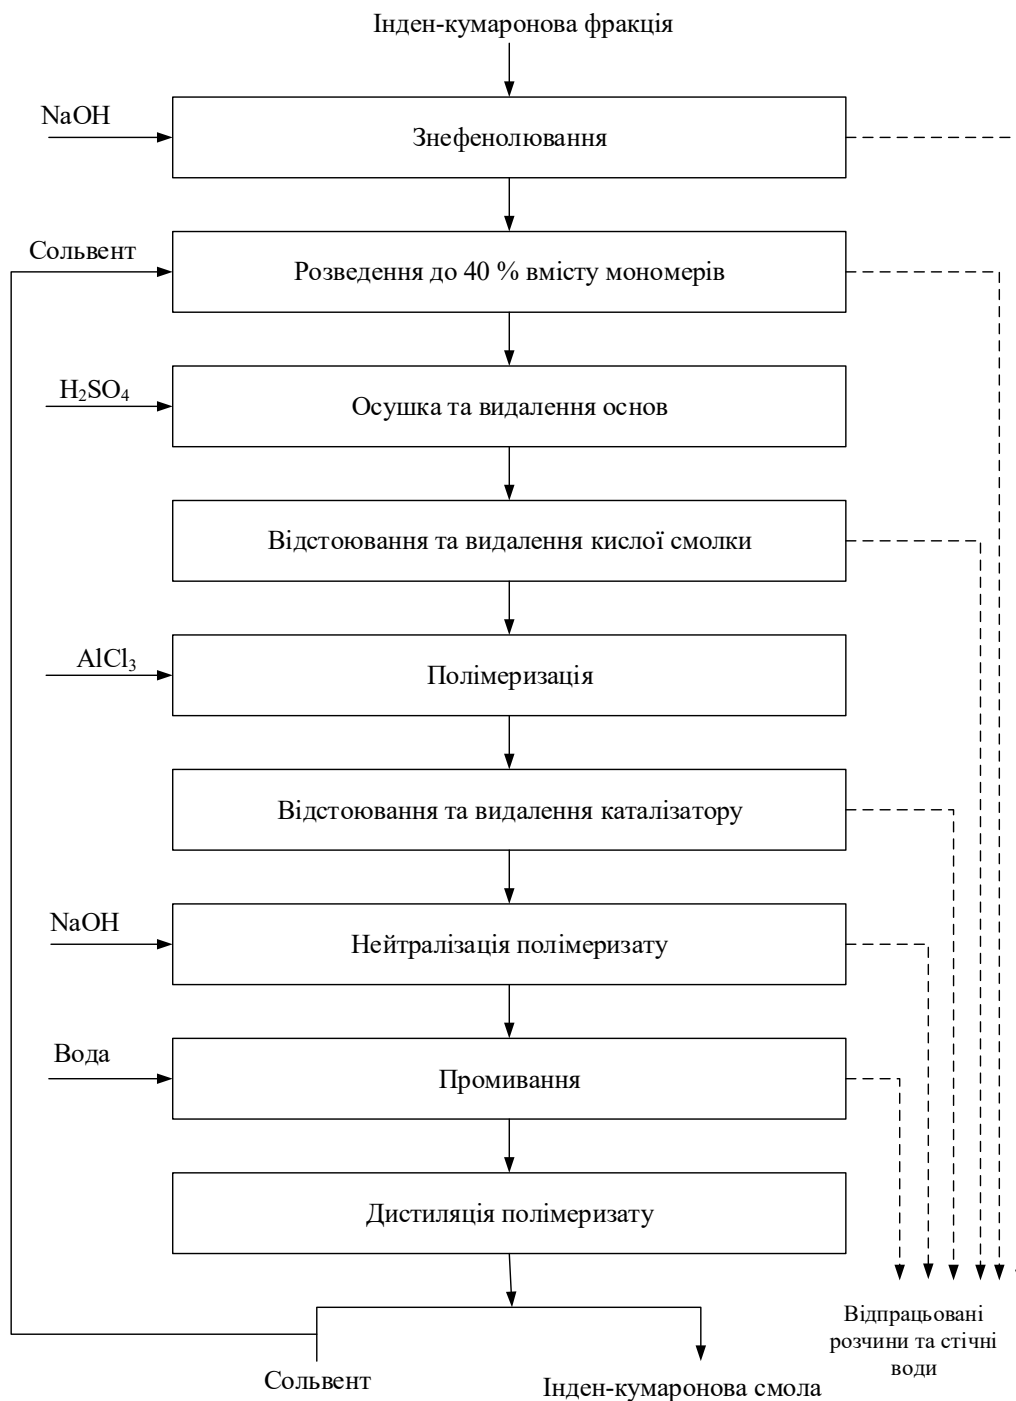 Інден-кумаронова фракція
NaOH
Знефенолювання
Сольвент
Розведення до 40 % вмісту мономерів
H₂SO₄
Осушка та видалення основ
Відстоювання та видалення кислої смолки
AlCl₃
Полімеризація
Відстоювання та видалення каталізатору
NaOH
Нейтралізація полімеризату
Вода
Промивання
Дистиляція полімеризату
Відпрацьовані
розчини та стічні
води
Сольвент
Інден-кумаронова смола